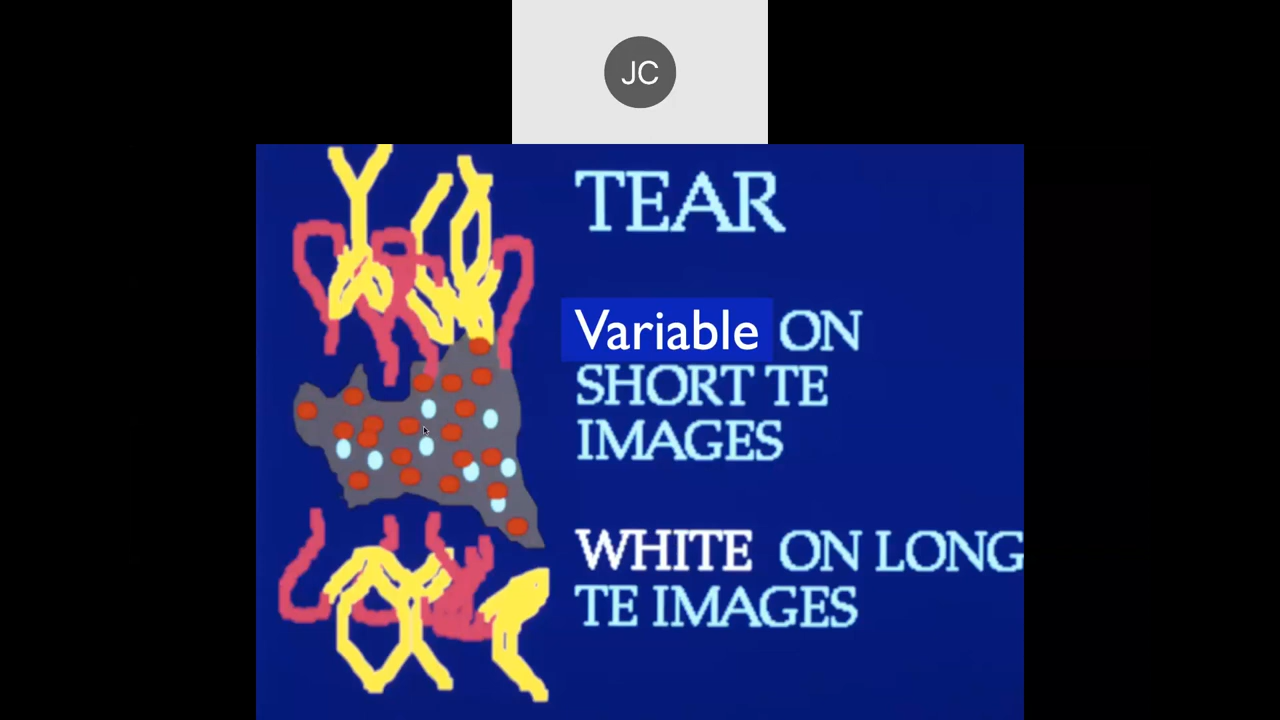 JC
TEAR
Variable ON
SHORT TE
IMAGES
WHITE ON LONG
TE IMAGES